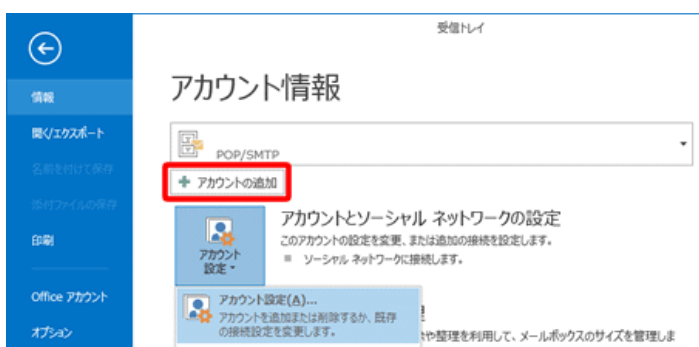 受信トレイ
アカウント情報
情報
開く/エクスポート
POP/SMTP
名前を付けて保存
アカウントの追加
添付ファイルの保存
アカウントとソーシャル ネットワークの設定
このアカウントの設定を変更、または追加の接続を設定します。
ソーシャル ネットワークに接続します。
アカウント
設定
印刷
Office アカウント
アカウント設定(A)...
アカウントを追加または削除するか、既存
の接続設定を変更します。
や整理を利用して、メールボックスのサイズを管理しま
オプション